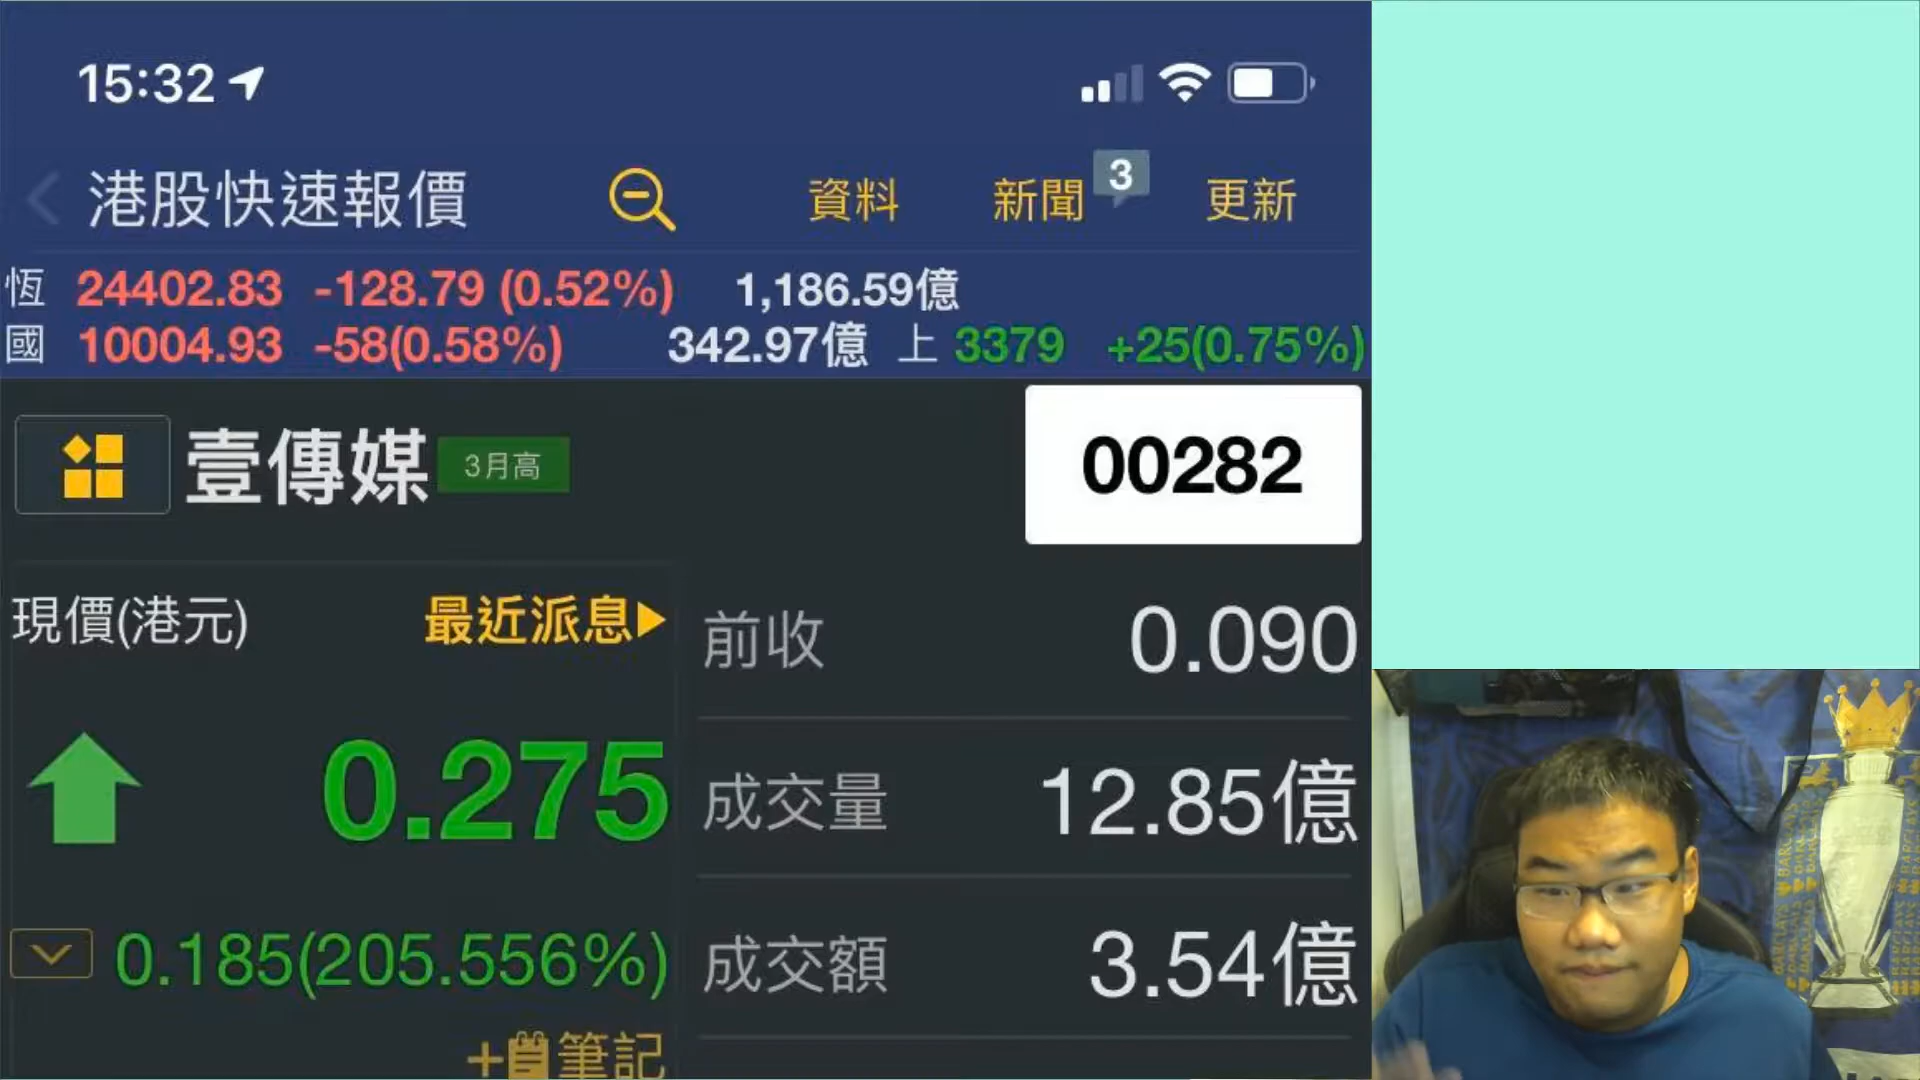 15:32
港股快速報價 資料 新聞 3 更新
恆 24402.83 -128.79 (0.52%) 1,186.59億
國 10004.93 -58(0.58%) 342.97億 上 3379 +25(0.75%)
壹傳媒 3月高 00282
現價(港元) 最近派息▶ 前收 0.090
0.275 成交量 12.85億
0.185(205.556%) 成交額 3.54億
+筆記
BARCLAYS